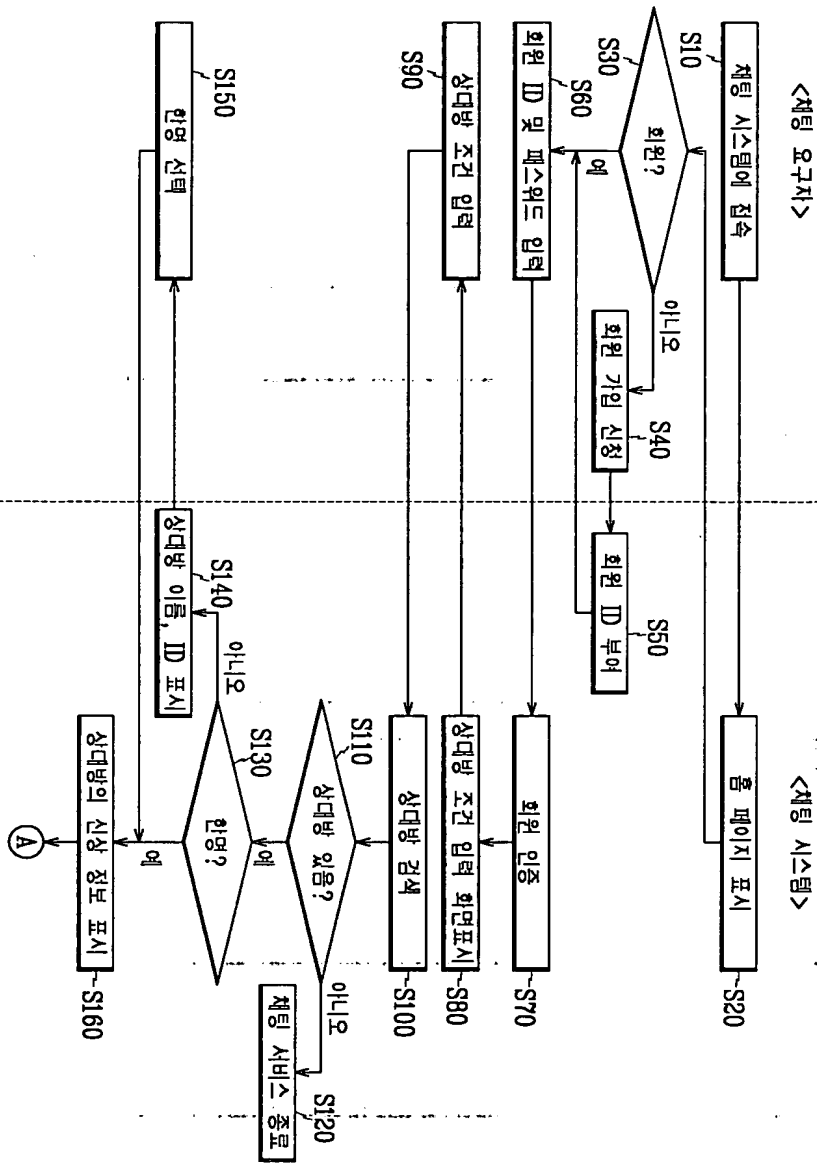 <채팅 요구자>
<채팅 시스템>
채팅 시스템에 접속
S10
홈 페이지 표시
S20
회원?
S30
예
아니오
회원 가입 신청
S40
회원 ID 부여
S50
회원 ID 및 패스워드 입력
S60
회원 인증
S70
상대방 조건 입력 화면표시
S80
상대방 조건 입력
S90
상대방 검색
S100
상대방 있음?
S110
예
아니오
채팅 서비스 종료
S120
한명?
S130
예
아니오
상대방 이름, ID 표시
S140
한명 선택
S150
상대방의 신상 정보 표시
S160
A